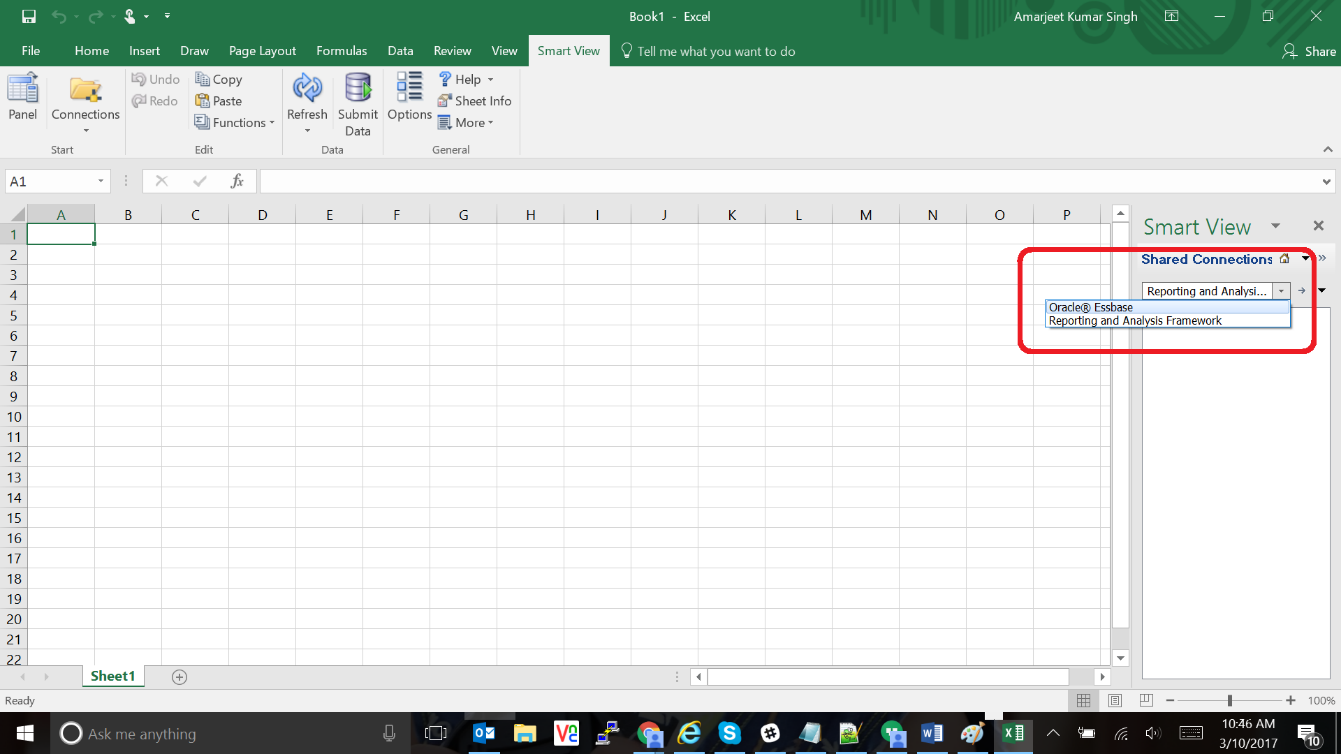 Book1 - Excel
Amarjeet Kumar Singh
File Home Insert Draw Page Layout Formulas Data Review View Smart View Tell me what you want to do Share
Panel
Connections
Start
Undo
Redo
Copy
Paste
Functions
Edit
Refresh
Submit
Data
Data
Options
Help
Sheet Info
More
General
A1
fx
A B C D E F G H I J K L M N O P
1
2
3
4
5
6
7
8
9
10
11
12
13
14
15
16
17
18
19
20
21
22
Smart View
Shared Connections
Reporting and Analysi...
Oracle® Essbase
Reporting and Analysis Framework
Sheet1
Ready
100%
Ask me anything
10:46 AM
3/10/2017
10